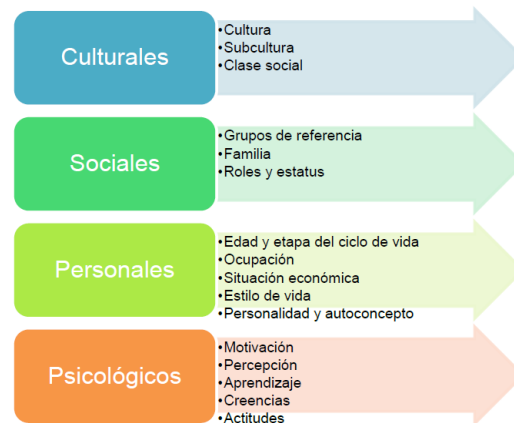 Culturales
•Cultura
•Subcultura
•Clase social
Sociales
•Grupos de referencia
•Familia
•Roles y estatus
Personales
•Edad y etapa del ciclo de vida
•Ocupación
•Situación económica
•Estilo de vida
•Personalidad y autoconcepto
Psicológicos
•Motivación
•Percepción
•Aprendizaje
•Creencias
•Actitudes